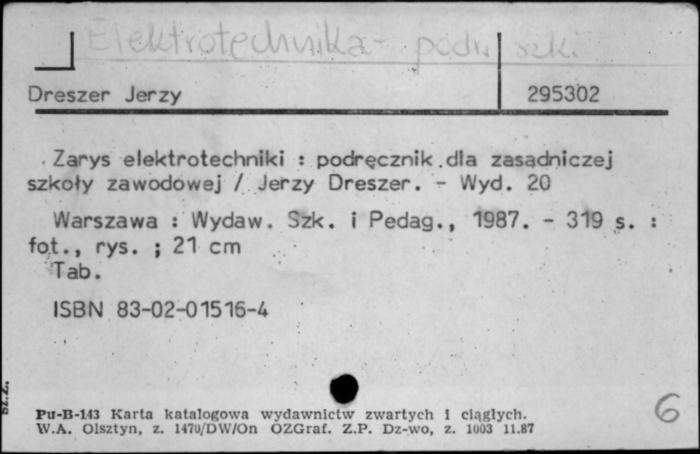 Elektrotechnika - podr. szk.
Dreszer Jerzy 295302
Zarys elektrotechniki : podręcznik dla zasadniczej
szkoły zawodowej / Jerzy Dreszer. - Wyd. 20
Warszawa : Wydaw. Szk. i Pedag., 1987. - 319 s. :
fot., rys. ; 21 cm
Tab.
ISBN 83-02-01516-4
Pu-B-143 Karta katalogowa wydawnictw zwartych i ciągłych.
W.A. Olsztyn, z. 1470/DW/On OZGraf. Z.P. Dz-wo, z. 1003 11.87
6